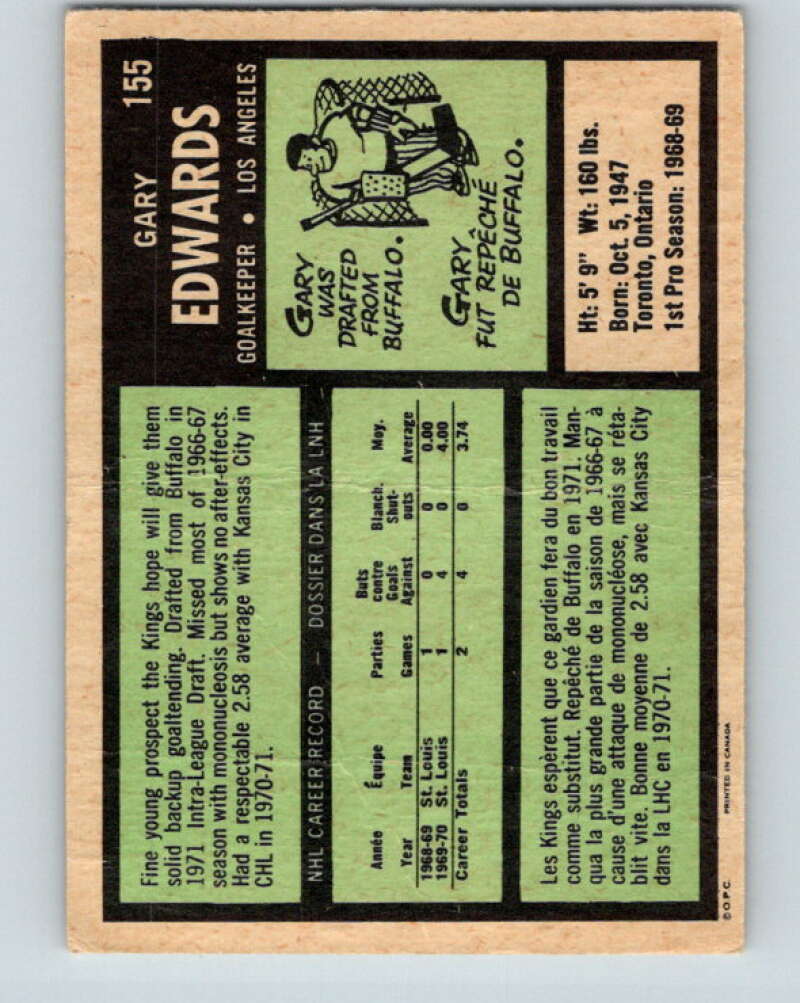 GARY 155
EDWARDS
GOALKEEPER • LOS ANGELES
Fine young prospect the Kings hope will give them
solid backup goaltending. Drafted from Buffalo in
1971 Intra-League Draft. Missed most of 1966-67
season with mononucleosis but shows no after-effects.
Had a respectable 2.58 average with Kansas City in
CHL in 1970-71.
GARY
WAS
DRAFTED
FROM
BUFFALO.
GARY
FUT REPÊCHÉ
DE BUFFALO.
NHL CAREER RECORD — DOSSIER DANS LA LNH
Année Équipe Parties Buts contre Blanch. Moy.
Year Team Games Goals Against Shut-outs Average
1968-69 St. Louis 1 0 0 0.00
1969-70 St. Louis 1 4 0 4.00
Career Totals 2 4 0 3.74
Les Kings espèrent que ce gardien fera du bon travail
comme substitut. Repêché de Buffalo en 1971. Man-
qua la plus grande partie de la saison de 1966-67 à
cause d'une attaque de mononucléose, mais se réta-
blit vite. Bonne moyenne de 2.58 avec Kansas City
dans la LHC en 1970-71.
Ht: 5' 9" Wt: 160 lbs.
Born: Oct. 5, 1947
Toronto, Ontario
1st Pro Season: 1968-69
© O.P.C. PRINTED IN CANADA